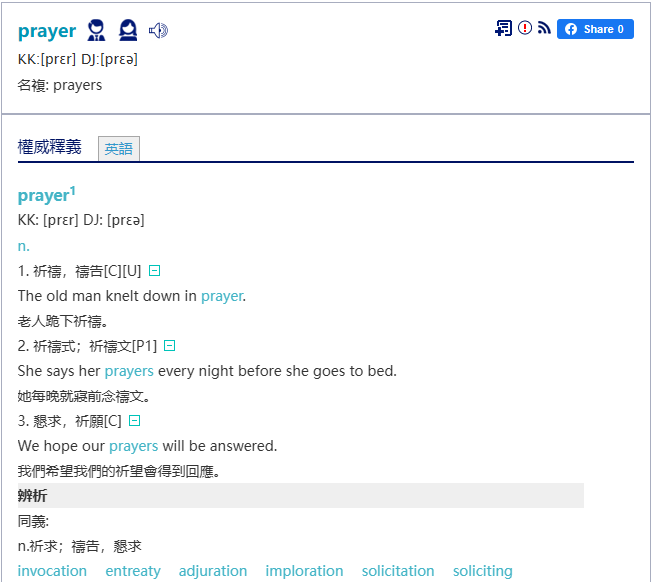 prayer Share 0
KK:[prɛr] DJ:[prɛə]
名複: prayers
權威釋義 英語
prayer1
KK: [prɛr] DJ: [prɛə]
n.
1. 祈禱，禱告[C][U]
The old man knelt down in prayer.
老人跪下祈禱。
2. 祈禱式；祈禱文[P1]
She says her prayers every night before she goes to bed.
她每晚就寢前念禱文。
3. 懇求，祈願[C]
We hope our prayers will be answered.
我們希望我們的祈望會得到回應。
辨析
同義:
n.祈求；禱告，懇求
invocation entreaty adjuration imploration solicitation soliciting